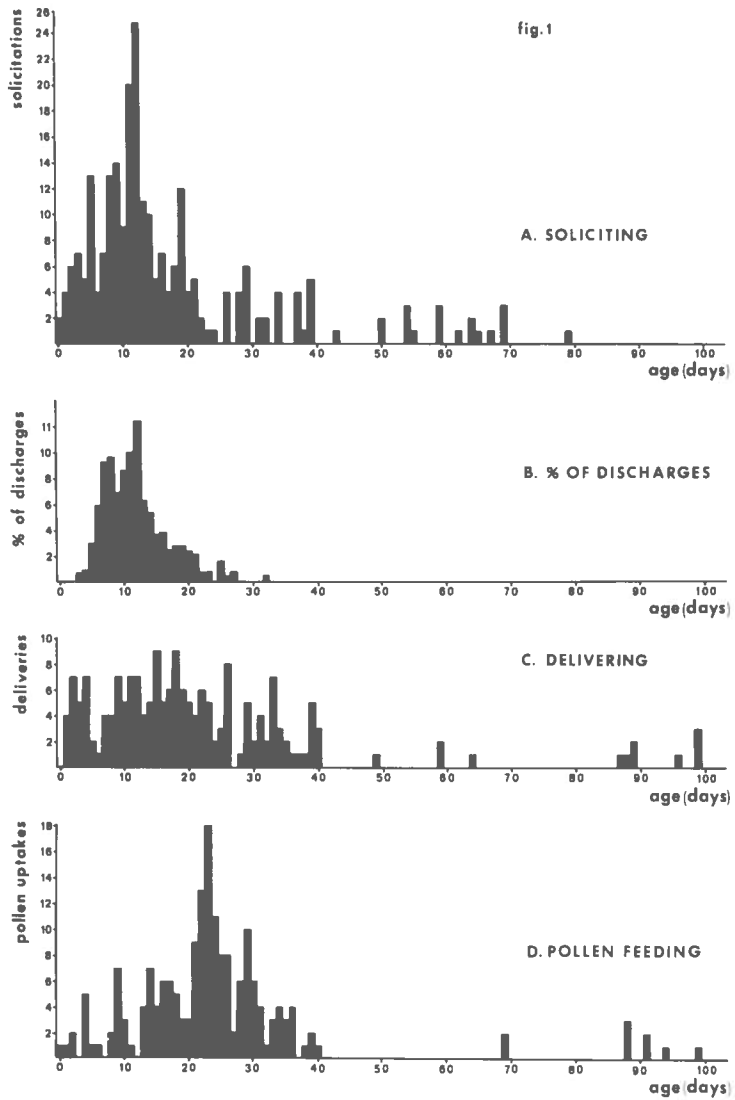 fig.1
solicitations
26
24
22
20
18
16
14
12
10
8
6
4
2
A. SOLICITING
0 10 20 30 40 50 60 70 80 90 100
age (days)
% of discharges
11
8
6
4
2
B. % OF DISCHARGES
0 10 20 30 40 50 60 70 80 90 100
age (days)
deliveries
10
8
6
4
2
C. DELIVERING
0 10 20 30 40 50 60 70 80 90 100
age (days)
pollen uptakes
18
16
14
12
10
8
6
4
2
D. POLLEN FEEDING
0 10 20 30 40 50 60 70 80 90 100
age (days)